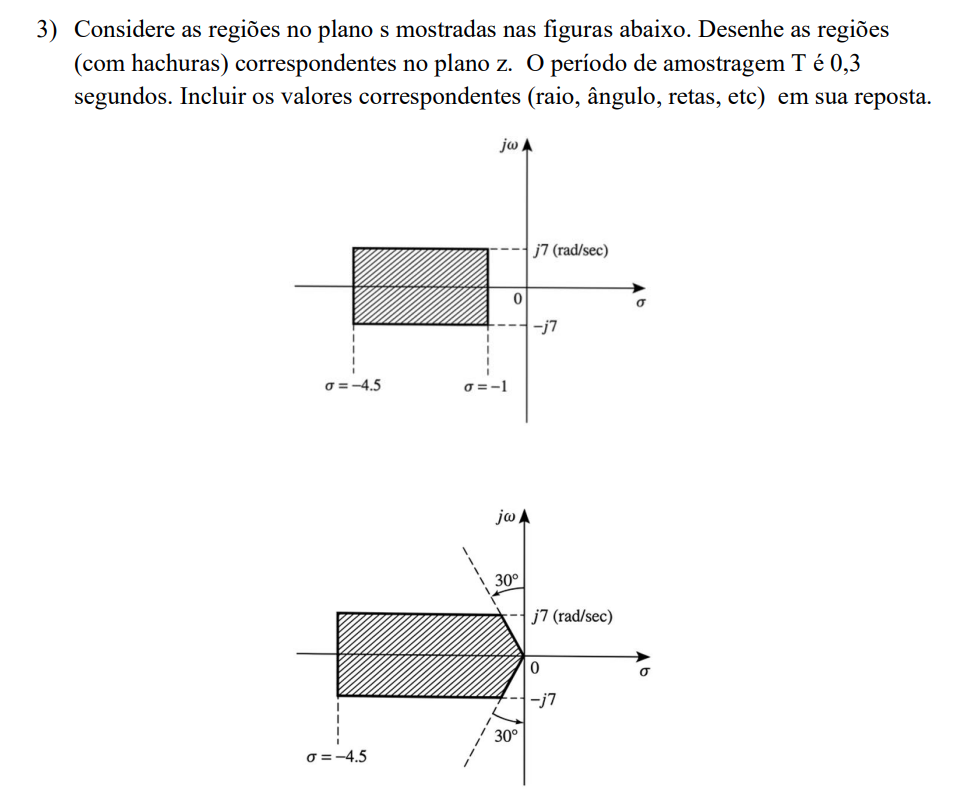 3) Considere as regiões no plano s mostradas nas figuras abaixo. Desenhe as regiões
(com hachuras) correspondentes no plano z. O período de amostragem T é 0,3
segundos. Incluir os valores correspondentes (raio, ângulo, retas, etc) em sua reposta.
jω
j7 (rad/sec)
0
σ
−j7
σ = −4.5
σ = −1
jω
30°
j7 (rad/sec)
0
σ
−j7
30°
σ = −4.5